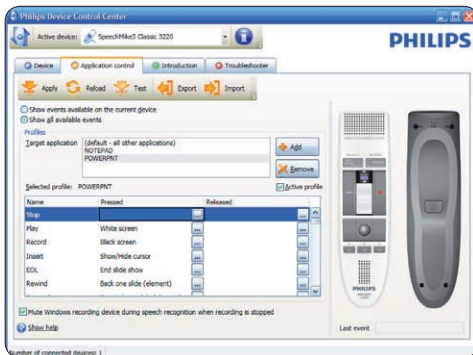 Philips Device Control Center
Active device: SpeechMike3 Classic 3220
PHILIPS
Device Application control Introduction Troubleshooter
Apply Reload Test Export Import
Show events available on the current device
Show all available events
Profiles
Target application (default - all other applications)
NOTEPAD
POWERPNT
Add
Remove
Selected profile: POWERPNT Active profile
Name Pressed Released
Stop
Play White screen
Record Black screen
Insert Show/Hide cursor
EOL End slide show
Rewind Back one slide (element)
Mute Windows recording device during speech recognition when recording is stopped
Show help
PHILIPS
Last event
Number of connected devices: 1